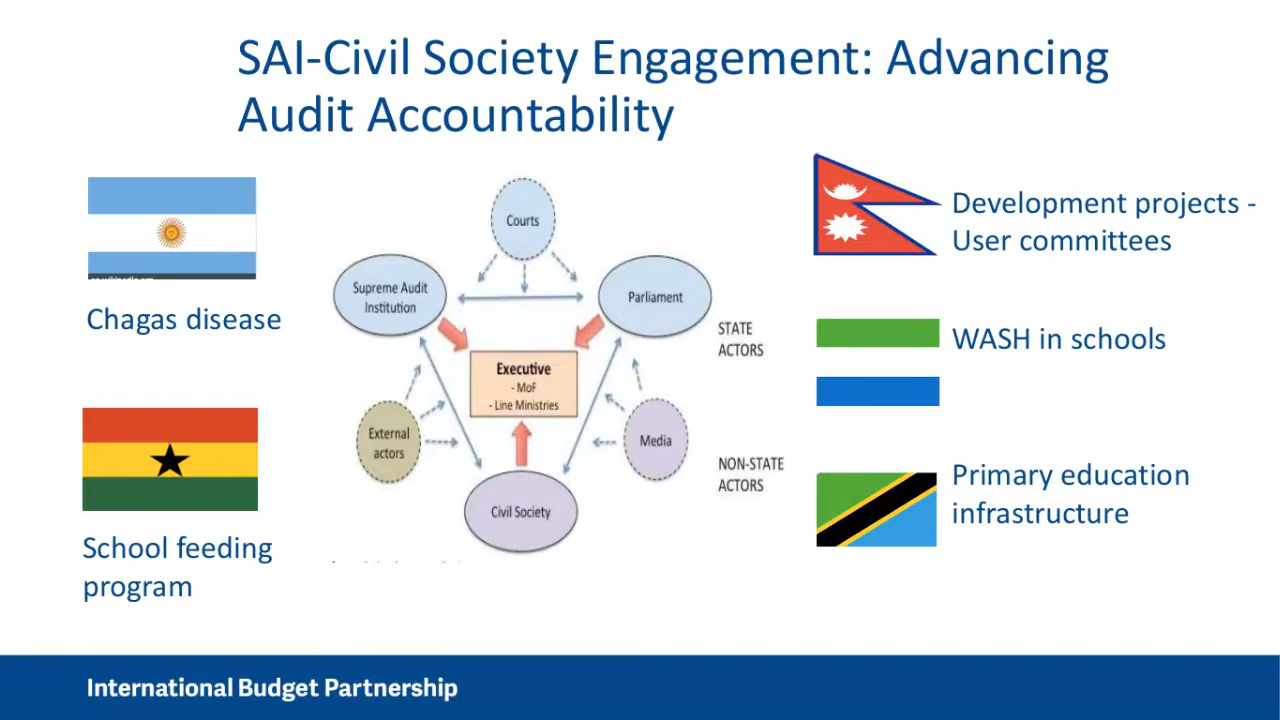 SAI-Civil Society Engagement: Advancing
Audit Accountability
Chagas disease
School feeding
program
Courts
Supreme Audit
Institution
Parliament
STATE
ACTORS
Executive
- MoF
- Line Ministries
External
actors
Media
NON-STATE
ACTORS
Civil Society
Development projects -
User committees
WASH in schools
Primary education
infrastructure
International Budget Partnership